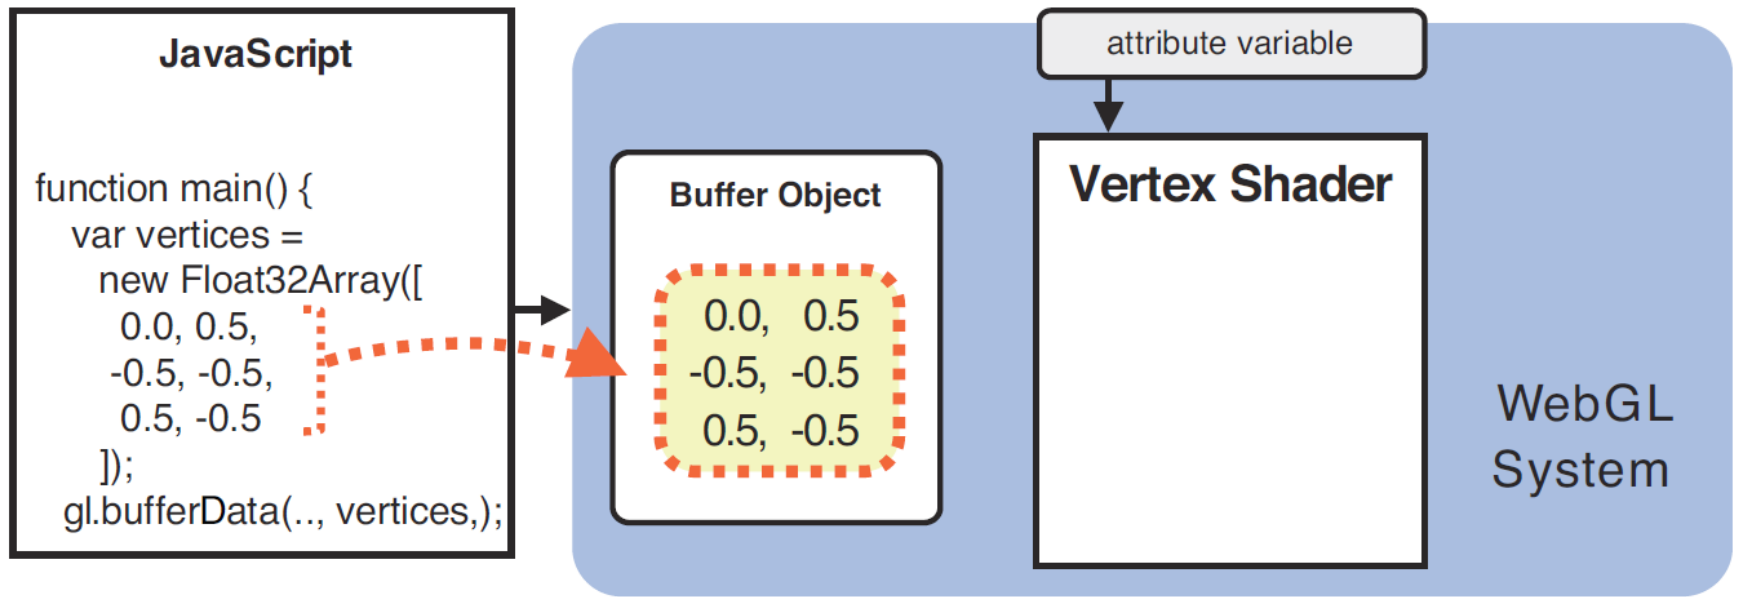 JavaScript
function main() {
var vertices =
new Float32Array([
0.0, 0.5,
-0.5, -0.5,
0.5, -0.5
]);
gl.bufferData(.., vertices,);
Buffer Object
0.0, 0.5
-0.5, -0.5
0.5, -0.5
attribute variable
Vertex Shader
WebGL
System